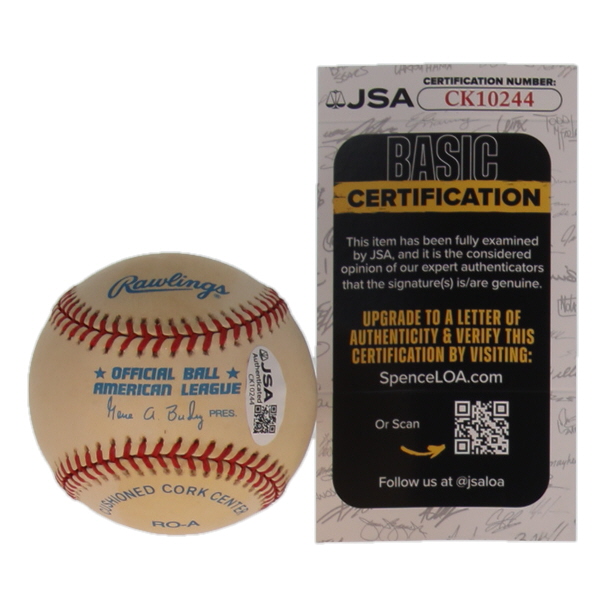 Rawlings
★ OFFICIAL BALL ★
AMERICAN LEAGUE
Gene A. Budig PRES.
CUSHIONED CORK CENTER
RO-A
JSA
Authenticated
CK10244
CERTIFICATION NUMBER:
JSA CK10244
BASIC
CERTIFICATION
This item has been fully examined
by JSA, and it is the considered
opinion of our expert authenticators
that the signature(s) is/are genuine.
UPGRADE TO A LETTER OF
AUTHENTICITY & VERIFY THIS
CERTIFICATION BY VISITING:
SpenceLOA.com
Or Scan
Follow us at @jsaloa